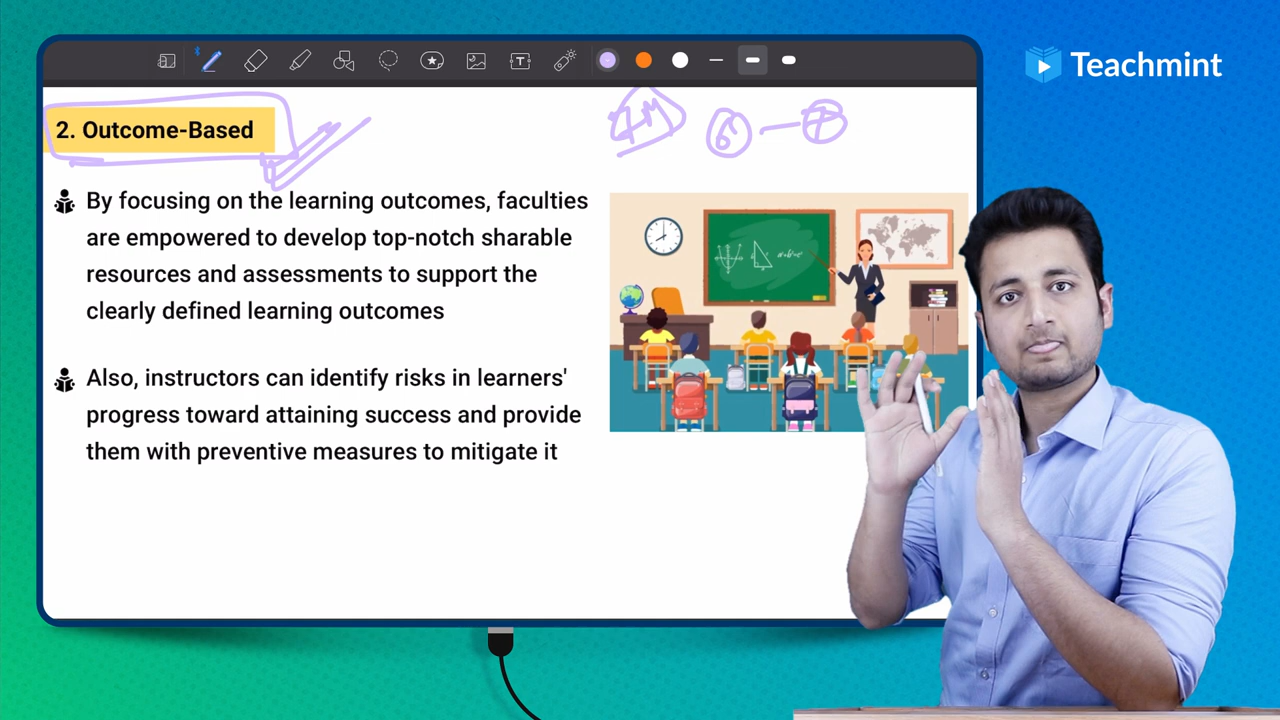 Teachmint
2. Outcome-Based
6 — 7
By focusing on the learning outcomes, faculties
are empowered to develop top-notch sharable
resources and assessments to support the
clearly defined learning outcomes
Also, instructors can identify risks in learners'
progress toward attaining success and provide
them with preventive measures to mitigate it